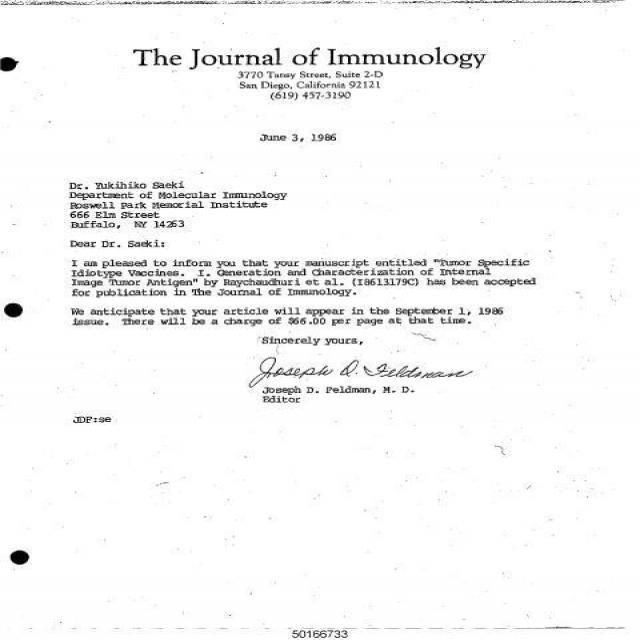 The Journal of Immunology
3770 Tansy Street, Suite 2-D
San Diego, California 92121
(619) 457-3190
June 3, 1986
Dr. Yukihiko Saeki
Department of Molecular Immunology
Roswell Park Memorial Institute
666 Elm Street
Buffalo, NY 14263
Dear Dr. Saeki:
I am pleased to inform you that your manuscript entitled "Tumor Specific
Idiotype Vaccines. I. Generation and Characterization of Internal
Image Tumor Antigen" by Raychaudhuri et al. (I8613179C) has been accepted
for publication in The Journal of Immunology.
We anticipate that your article will appear in the September 1, 1986
issue. There will be a charge of $66.00 per page at that time.
Sincerely yours,
Joseph D. Feldman
Joseph D. Feldman, M. D.
Editor
JDF:se
50166733